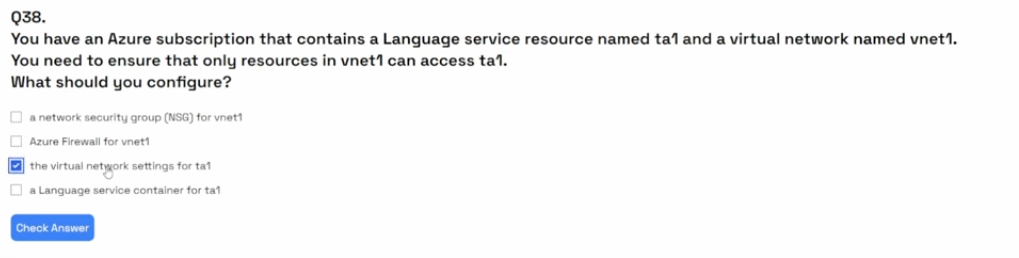 Q38.
You have an Azure subscription that contains a Language service resource named ta1 and a virtual network named vnet1.
You need to ensure that only resources in vnet1 can access ta1.
What should you configure?
a network security group (NSG) for vnet1
Azure Firewall for vnet1
the virtual network settings for ta1
a Language service container for ta1
Check Answer